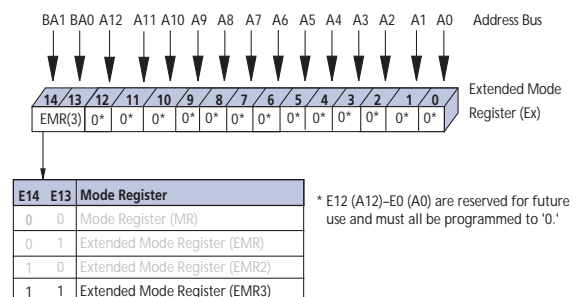 BA1 BA0 A12 A11 A10 A9 A8 A7 A6 A5 A4 A3 A2 A1 A0 Address Bus
14 13 12 11 10 9 8 7 6 5 4 3 2 1 0 Extended Mode
EMR(3) 0* 0* 0* 0* 0* 0* 0* 0* 0* 0* 0* 0* 0* Register (Ex)
E14 E13 Mode Register
0 0 Mode Register (MR)
0 1 Extended Mode Register (EMR)
1 0 Extended Mode Register (EMR2)
1 1 Extended Mode Register (EMR3)
* E12 (A12)–E0 (A0) are reserved for future
use and must all be programmed to '0.'